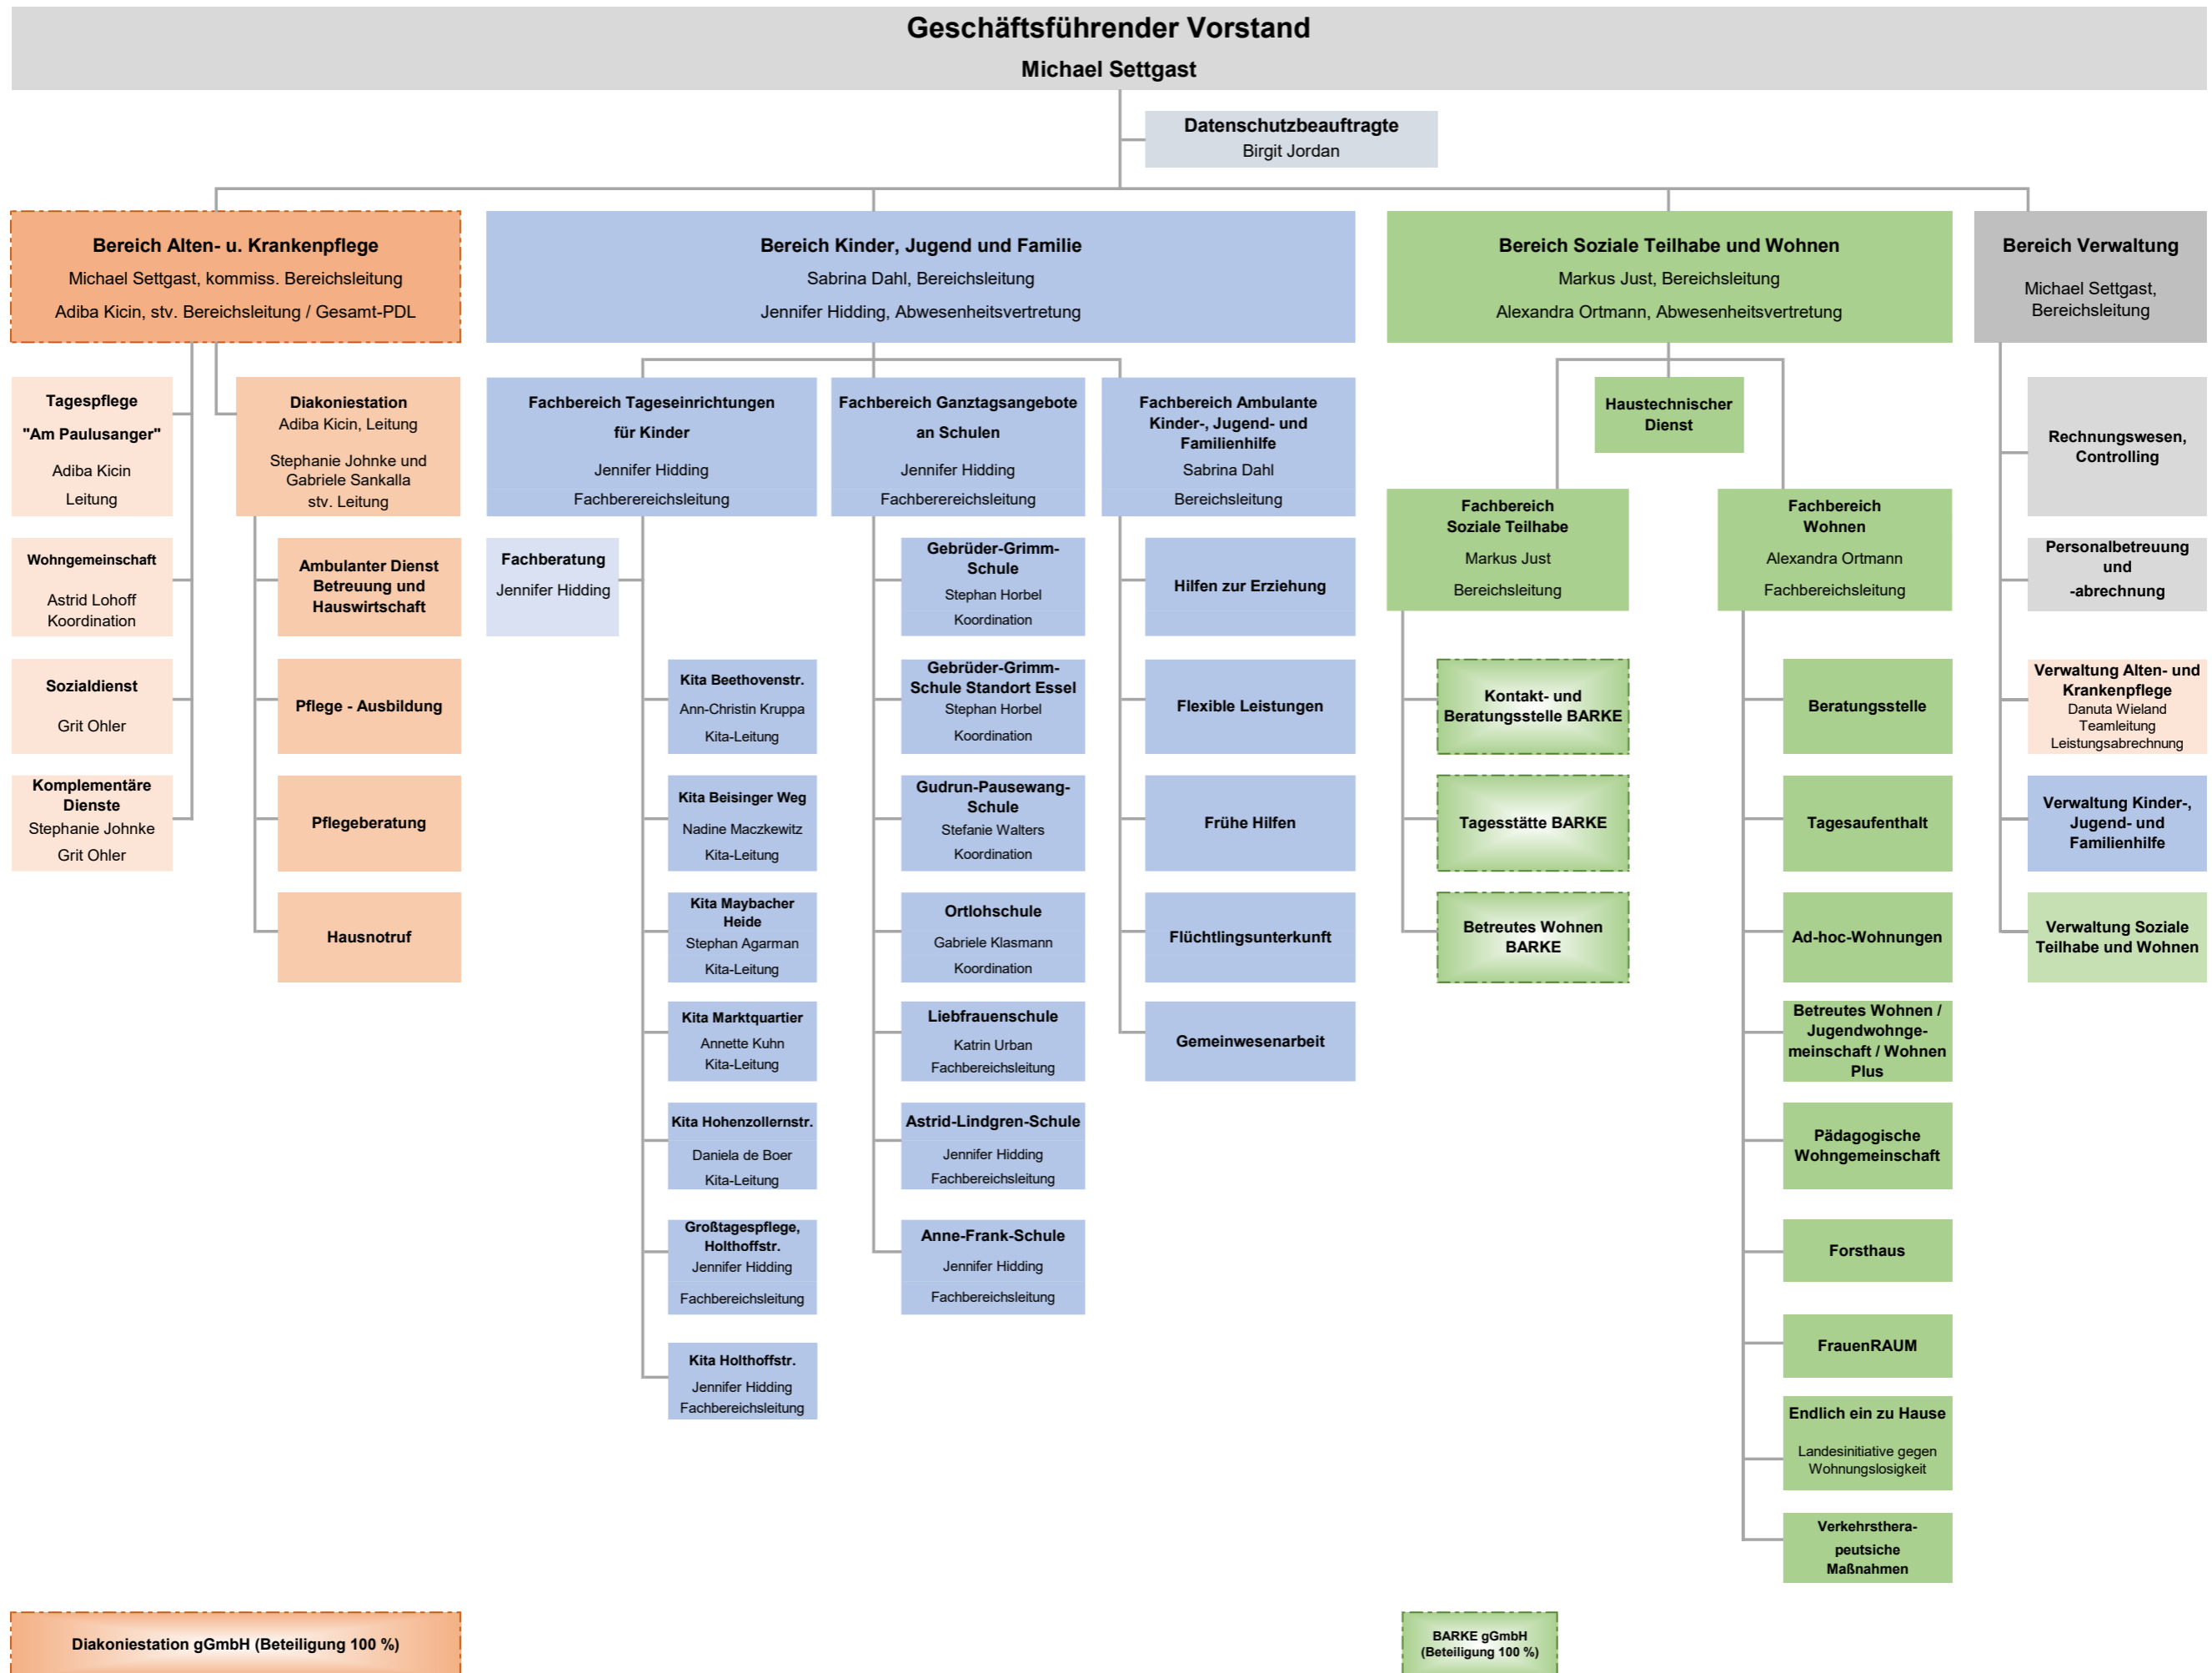 Geschäftsführender Vorstand
Michael Settgast
Datenschutzbeauftragte
Birgit Jordan
Bereich Alten- u. Krankenpflege
Michael Settgast, kommiss. Bereichsleitung
Adiba Kicin, stv. Bereichsleitung / Gesamt-PDL
Bereich Kinder, Jugend und Familie
Sabrina Dahl, Bereichsleitung
Jennifer Hidding, Abwesenheitsvertretung
Bereich Soziale Teilhabe und Wohnen
Markus Just, Bereichsleitung
Alexandra Ortmann, Abwesenheitsvertretung
Bereich Verwaltung
Michael Settgast,
Bereichsleitung
Tagespflege
"Am Paulusanger"
Adiba Kicin
Leitung
Wohngemeinschaft
Astrid Lohoff
Koordination
Sozialdienst
Grit Ohler
Komplementäre
Dienste
Stephanie Johnke
Grit Ohler
Diakoniestation
Adiba Kicin, Leitung
Stephanie Johnke und
Gabriele Sankalla
stv. Leitung
Ambulanter Dienst
Betreuung und
Hauswirtschaft
Pflege - Ausbildung
Pflegeberatung
Hausnotruf
Fachbereich Tageseinrichtungen
für Kinder
Jennifer Hidding
Fachberereichsleitung
Fachberatung
Jennifer Hidding
Kita Beethovenstr.
Ann-Christin Kruppa
Kita-Leitung
Kita Beisinger Weg
Nadine Maczkewitz
Kita-Leitung
Kita Maybacher
Heide
Stephan Agarman
Kita-Leitung
Kita Marktquartier
Annette Kuhn
Kita-Leitung
Kita Hohenzollernstr.
Daniela de Boer
Kita-Leitung
Großtagespflege,
Holthoffstr.
Jennifer Hidding
Fachbereichsleitung
Kita Holthoffstr.
Jennifer Hidding
Fachbereichsleitung
Fachbereich Ganztagsangebote
an Schulen
Jennifer Hidding
Fachberereichsleitung
Gebrüder-Grimm-
Schule
Stephan Horbel
Koordination
Gebrüder-Grimm-
Schule Standort Essel
Stephan Horbel
Koordination
Gudrun-Pausewang-
Schule
Stefanie Walters
Koordination
Ortlohschule
Gabriele Klasmann
Koordination
Liebfrauenschule
Katrin Urban
Fachbereichsleitung
Astrid-Lindgren-Schule
Jennifer Hidding
Fachbereichsleitung
Anne-Frank-Schule
Jennifer Hidding
Fachbereichsleitung
Fachbereich Ambulante
Kinder-, Jugend- und
Familienhilfe
Sabrina Dahl
Bereichsleitung
Hilfen zur Erziehung
Flexible Leistungen
Frühe Hilfen
Flüchtlingsunterkunft
Gemeinwesenarbeit
Haustechnischer
Dienst
Fachbereich
Soziale Teilhabe
Markus Just
Bereichsleitung
Kontakt- und
Beratungsstelle BARKE
Tagesstätte BARKE
Betreutes Wohnen
BARKE
Fachbereich
Wohnen
Alexandra Ortmann
Fachbereichsleitung
Beratungsstelle
Tagesaufenthalt
Ad-hoc-Wohnungen
Betreutes Wohnen /
Jugendwohnge-
meinschaft / Wohnen
Plus
Pädagogische
Wohngemeinschaft
Forsthaus
FrauenRAUM
Endlich ein zu Hause
Landesinitiative gegen
Wohnungslosigkeit
Verkehrsthera-
peutsiche
Maßnahmen
Rechnungswesen,
Controlling
Personalbetreuung
und
-abrechnung
Verwaltung Alten- und
Krankenpflege
Danuta Wieland
Teamleitung
Leistungsabrechnung
Verwaltung Kinder-,
Jugend- und
Familienhilfe
Verwaltung Soziale
Teilhabe und Wohnen
Diakoniestation gGmbH (Beteiligung 100 %)
BARKE gGmbH
(Beteiligung 100 %)